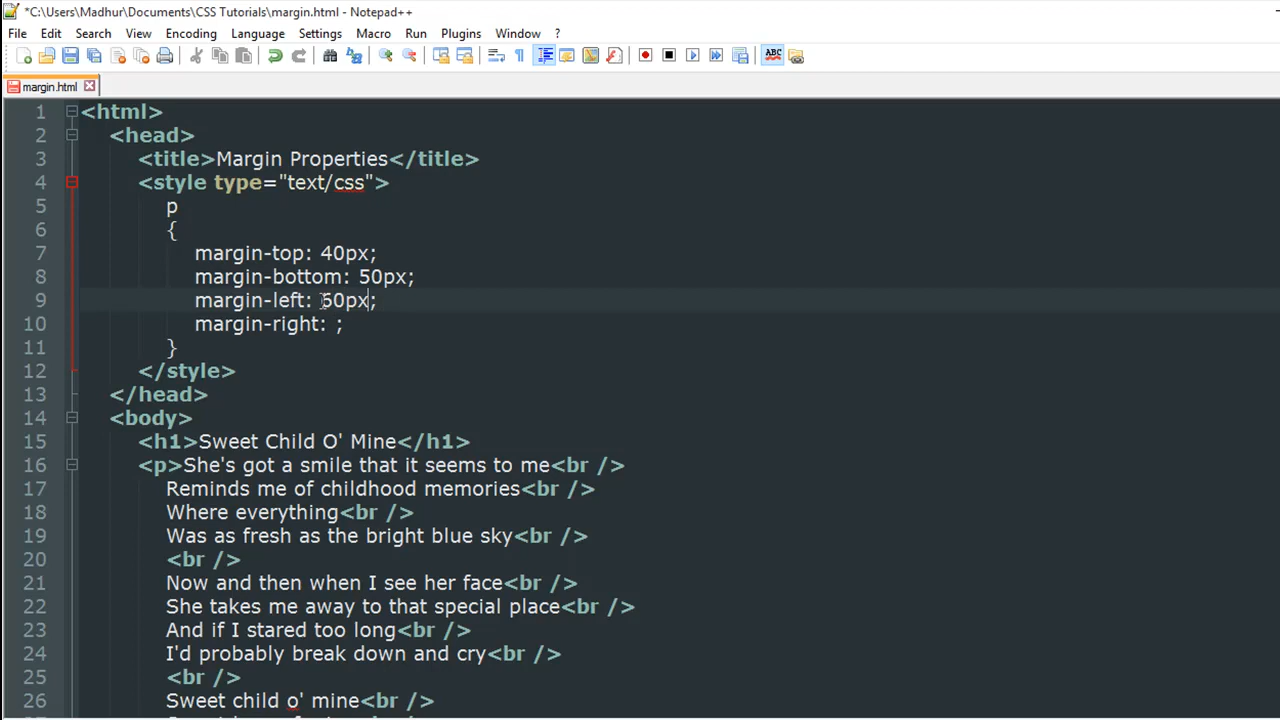 *C:\Users\Madhur\Documents\CSS Tutorials\margin.html - Notepad++
File Edit Search View Encoding Language Settings Macro Run Plugins Window ?
ABC
margin.html
1 <html>
2 <head>
3 <title>Margin Properties</title>
4 <style type="text/css">
5 p
6 {
7 margin-top: 40px;
8 margin-bottom: 50px;
9 margin-left: 60px;
10 margin-right: ;
11 }
12 </style>
13 </head>
14 <body>
15 <h1>Sweet Child O' Mine</h1>
16 <p>She's got a smile that it seems to me<br />
17 Reminds me of childhood memories<br />
18 Where everything<br />
19 Was as fresh as the bright blue sky<br />
20 <br />
21 Now and then when I see her face<br />
22 She takes me away to that special place<br />
23 And if I stared too long<br />
24 I'd probably break down and cry<br />
25 <br />
26 Sweet child o' mine<br />